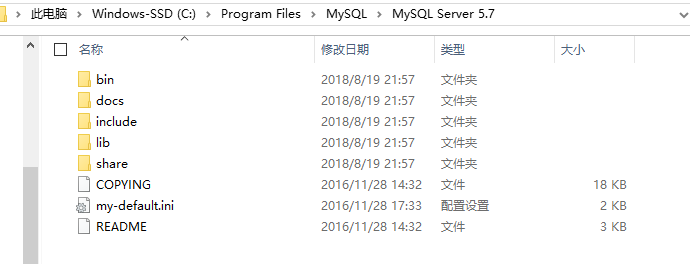 此电脑 > Windows-SSD (C:) > Program Files > MySQL > MySQL Server 5.7
名称 修改日期 类型 大小
bin 2018/8/19 21:57 文件夹
docs 2018/8/19 21:57 文件夹
include 2018/8/19 21:57 文件夹
lib 2018/8/19 21:57 文件夹
share 2018/8/19 21:57 文件夹
COPYING 2016/11/28 14:32 文件 18 KB
my-default.ini 2016/11/28 17:33 配置设置 2 KB
README 2016/11/28 14:32 文件 3 KB